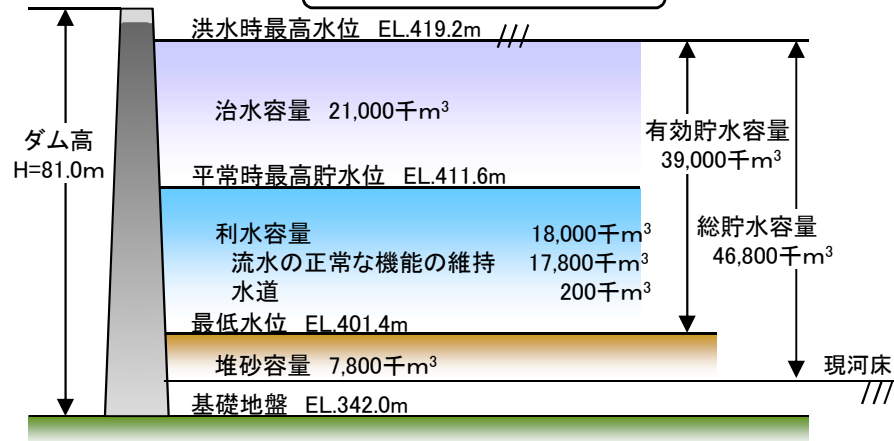 洪水時最高水位 EL.419.2m
治水容量 21,000千m³
ダム高
H=81.0m
有効貯水容量
39,000千m³
平常時最高貯水位 EL.411.6m
利水容量 18,000千m³
流水の正常な機能の維持 17,800千m³
水道 200千m³
総貯水容量
46,800千m³
最低水位 EL.401.4m
堆砂容量 7,800千m³
現河床
基礎地盤 EL.342.0m